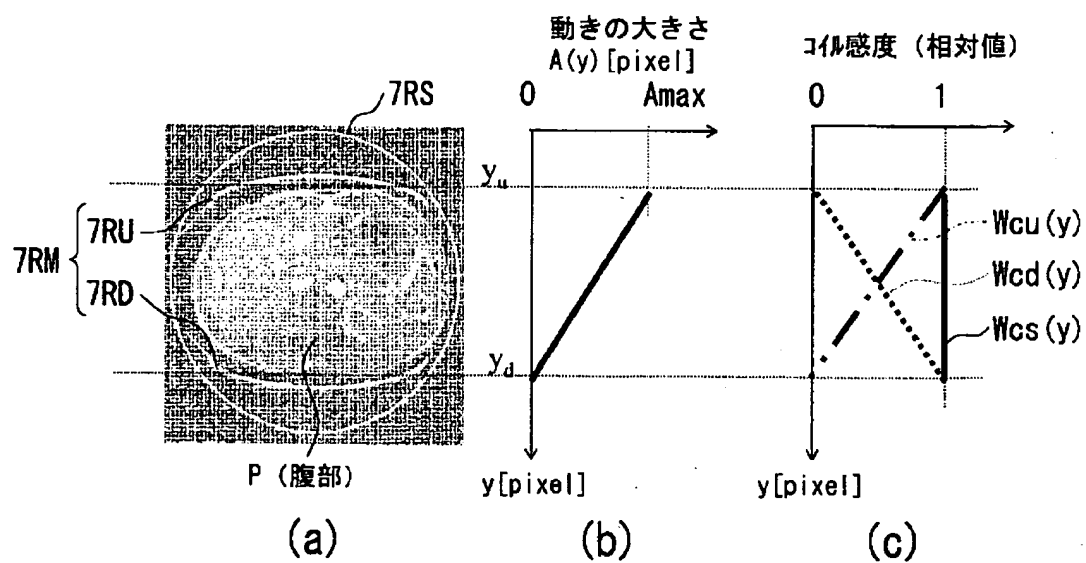 動きの大きさ
A(y)[pixel]
0 Amax
コイル感度 (相対値)
0 1
7RS
7RM
7RU
7RD
P (腹部)
yu
yd
y[pixel]
y[pixel]
Wcu(y)
Wcd(y)
Wcs(y)
(a)
(b)
(c)